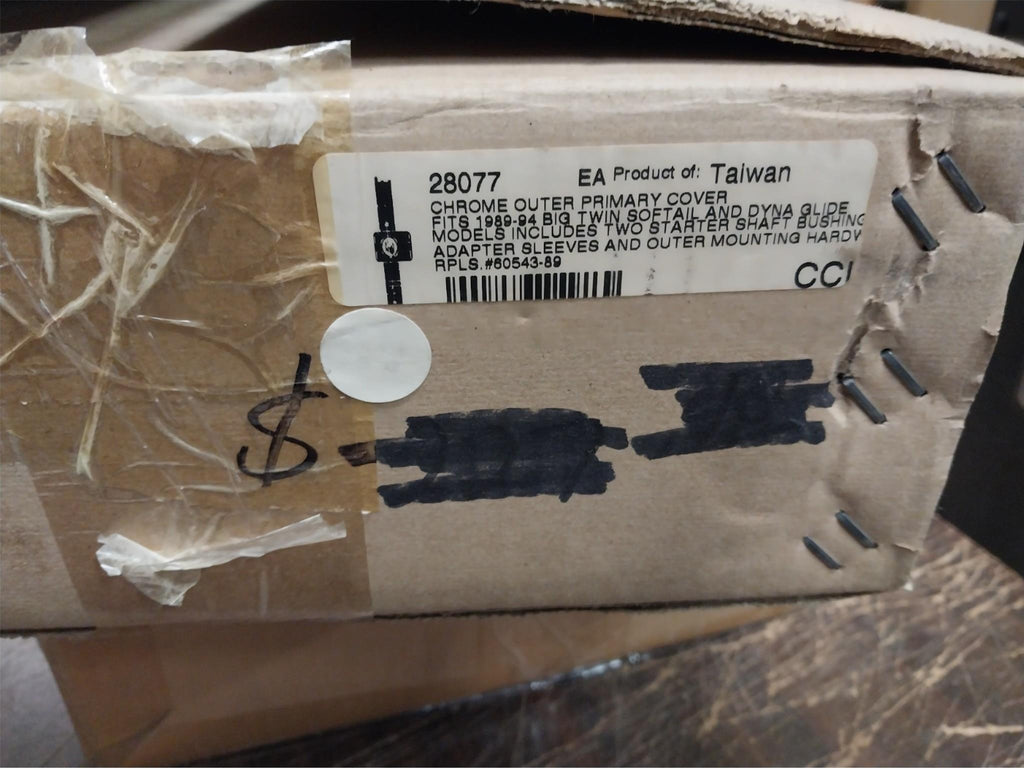 28077 EA Product of: Taiwan
CHROME OUTER PRIMARY COVER
FITS 1989-94 BIG TWIN SOFTAIL AND DYNA GLIDE
MODELS INCLUDES TWO STARTER SHAFT BUSHING
ADAPTER SLEEVES AND OUTER MOUNTING HARDW
RPLS.#60543-89
CCI
$